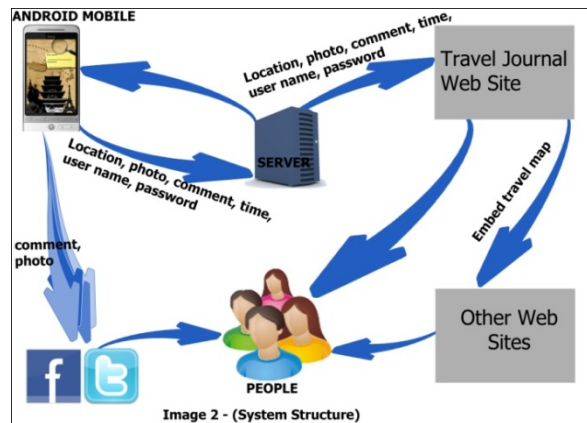 ANDROID MOBILE
Location, photo, comment, time,
user name, password
Travel Journal
Web Site
SERVER
Location, photo, comment, time,
user name, password
Embed travel map
comment,
photo
f
t
PEOPLE
Other Web
Sites
Image 2 - (System Structure)